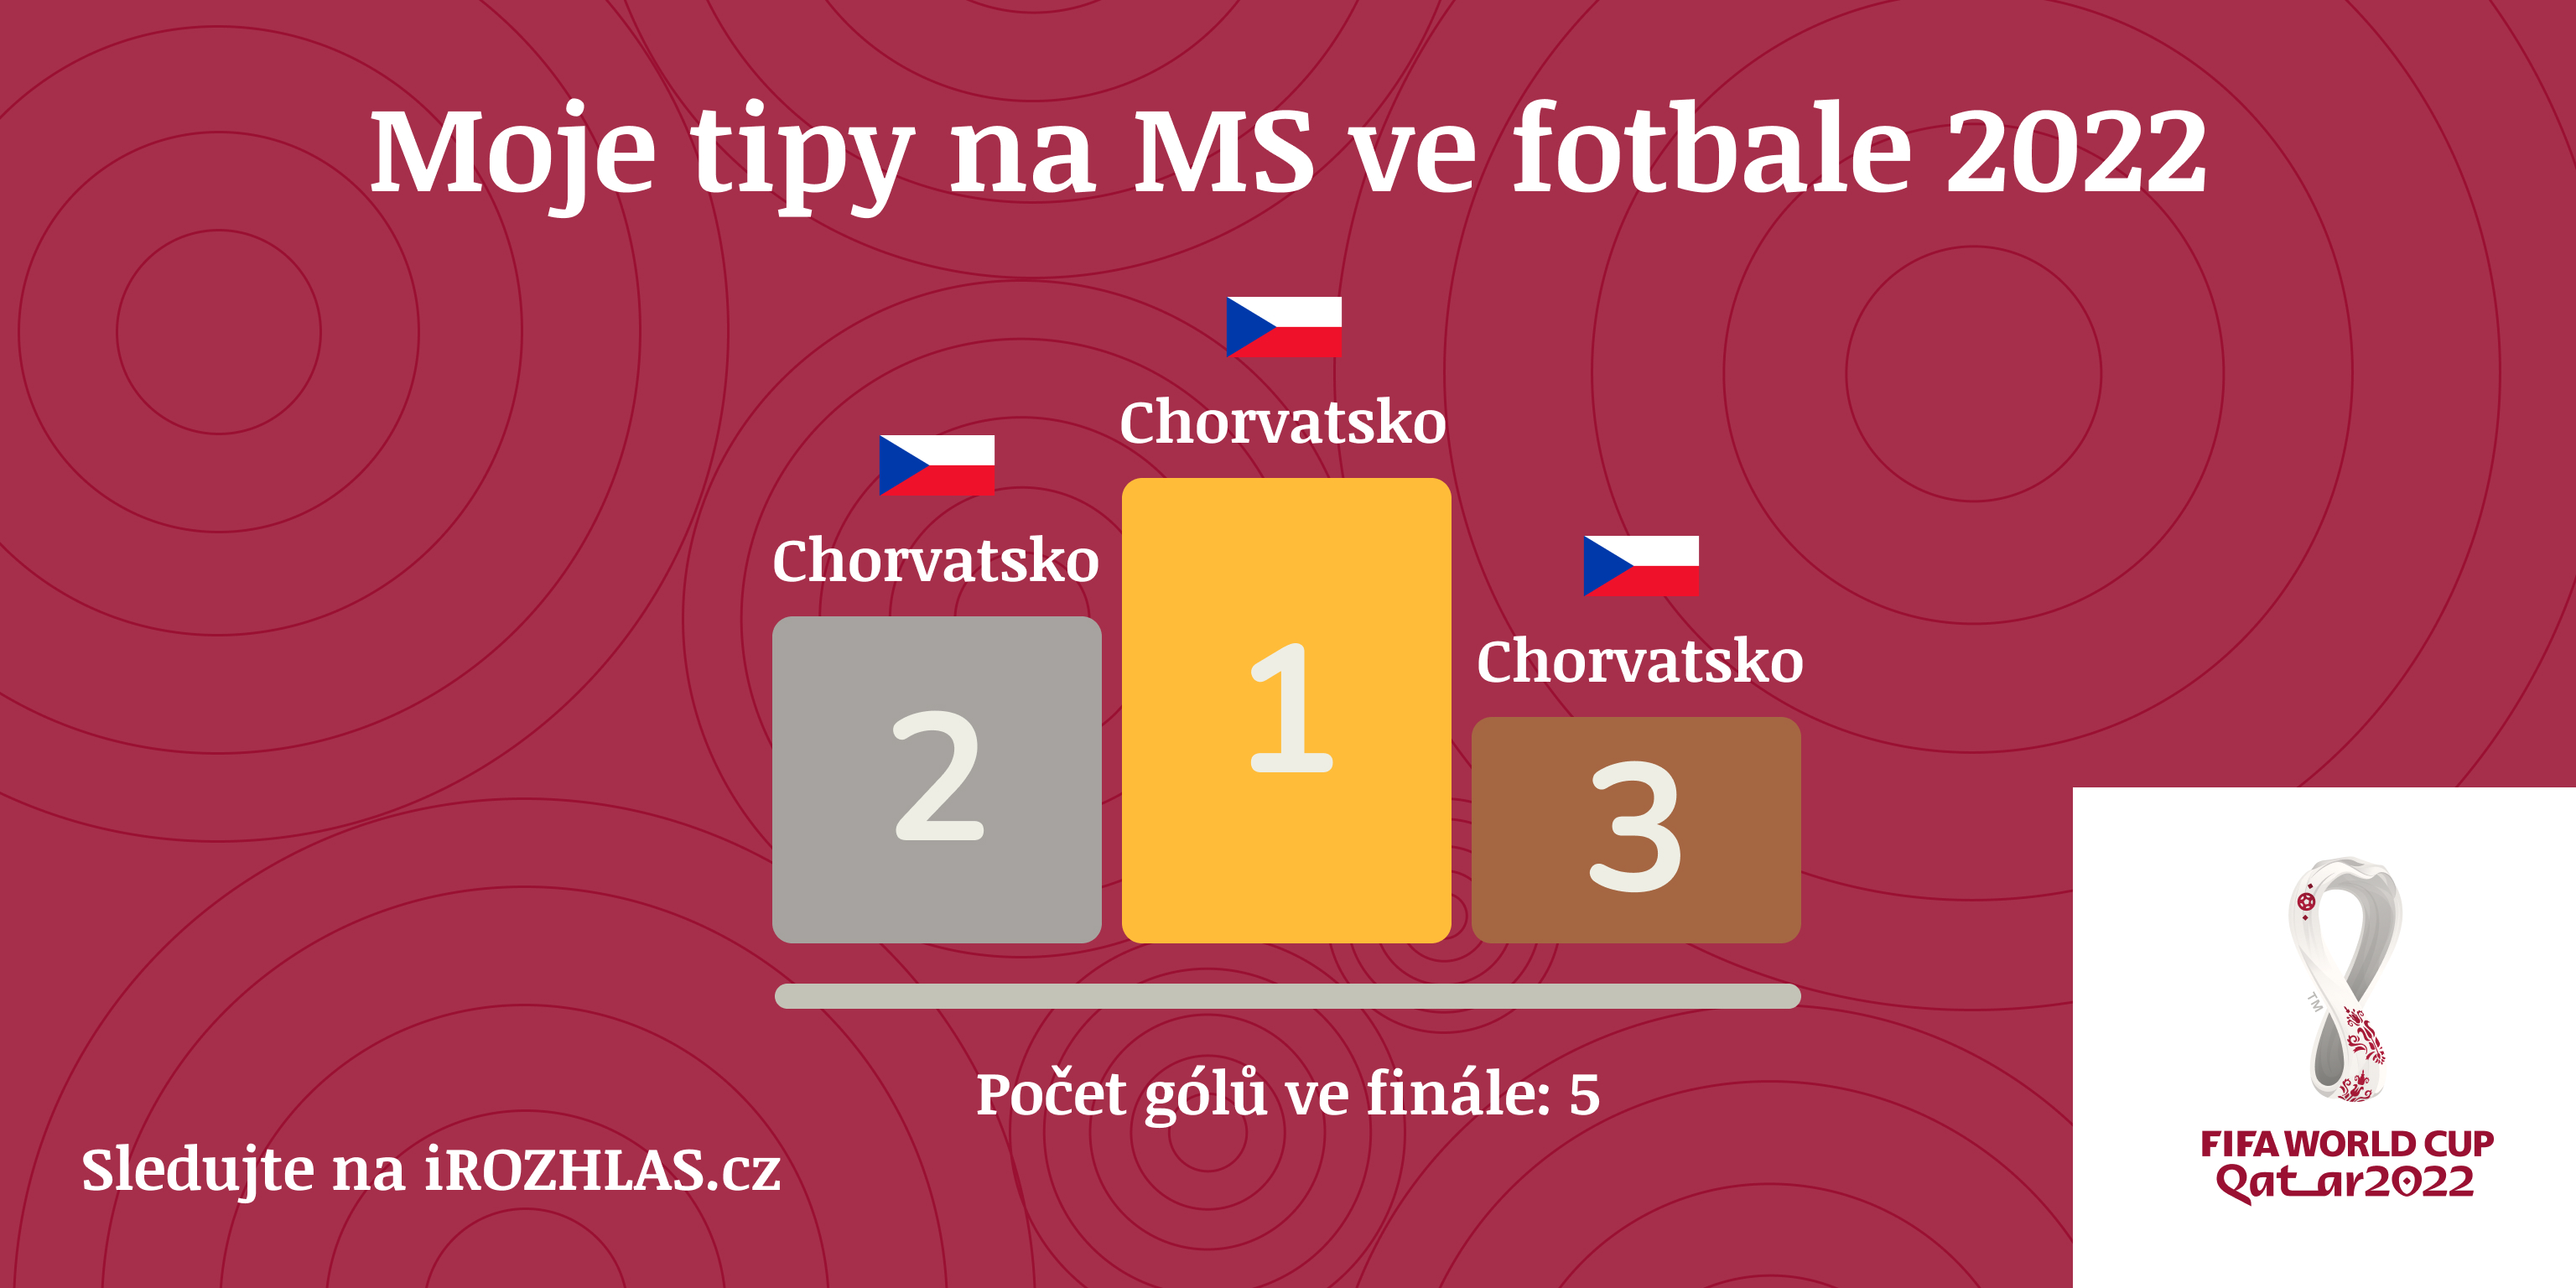 Moje tipy na MS ve fotbale 2022
Chorvatsko
Chorvatsko
Chorvatsko
2
1
3
Počet gólů ve finále: 5
Sledujte na iROZHLAS.cz
TM
FIFA WORLD CUP
Qatar2022